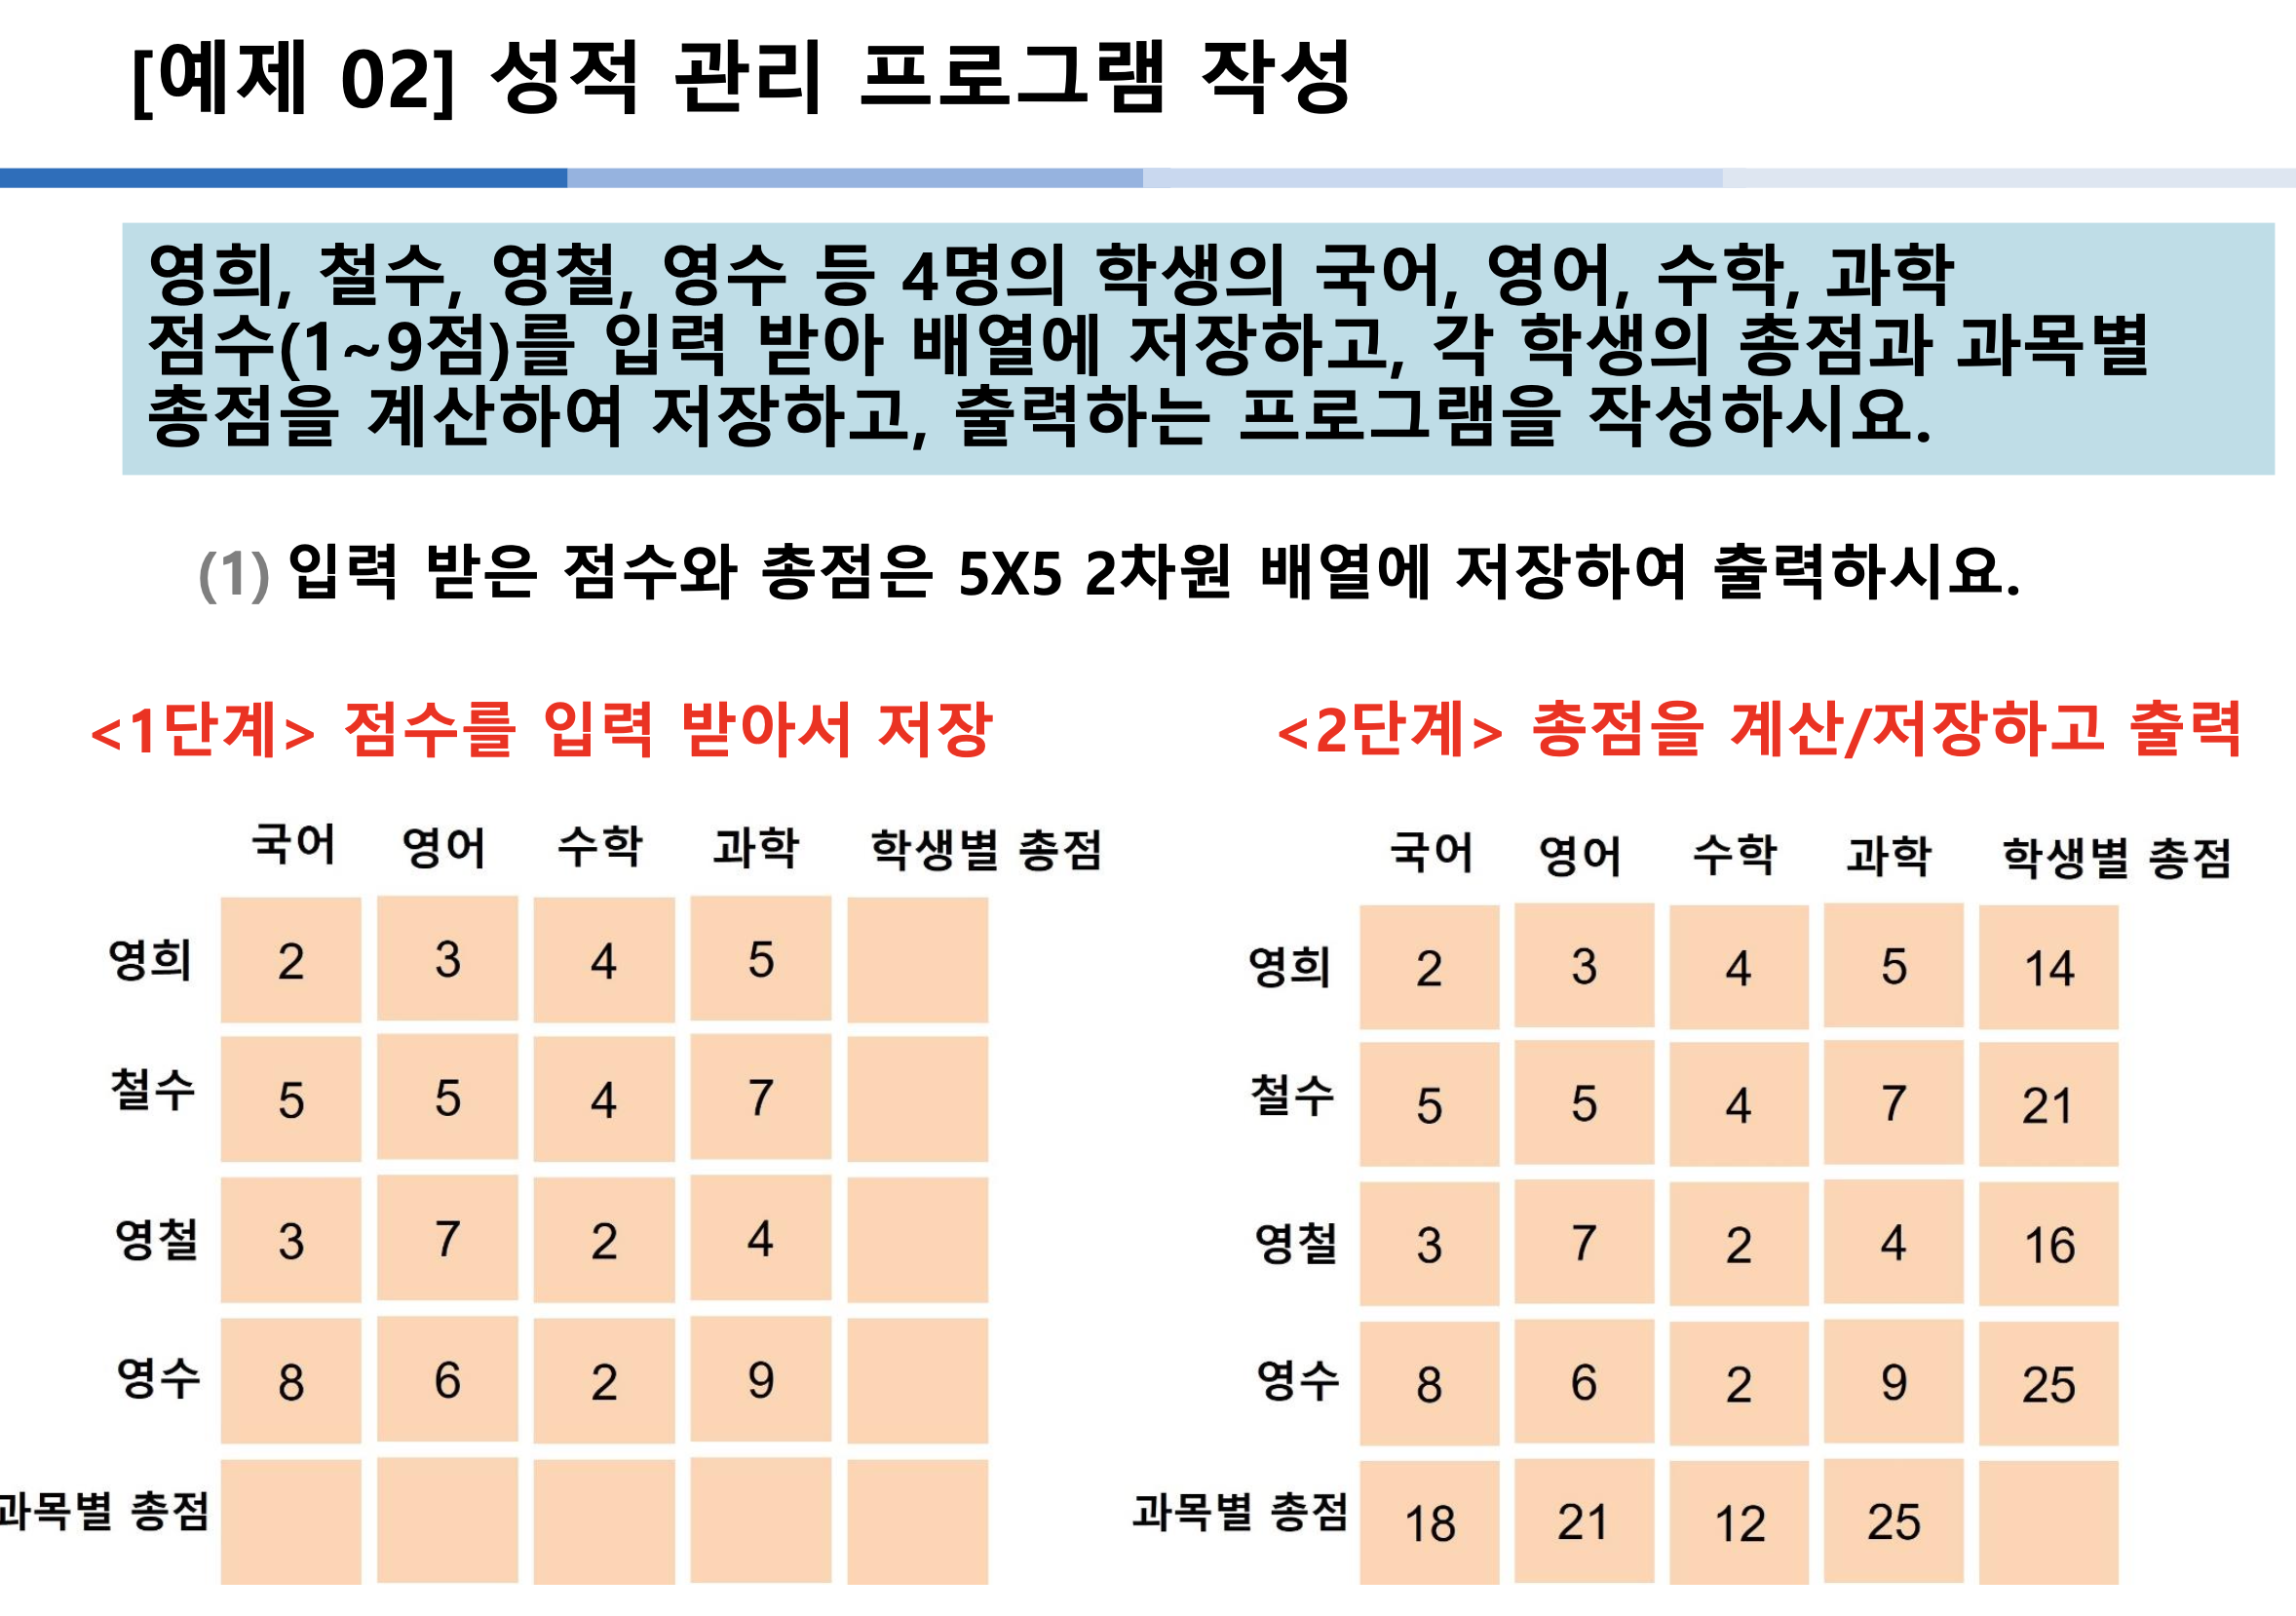 [예제 02] 성적 관리 프로그램 작성
영희, 철수, 영철, 영수 등 4명의 학생의 국어, 영어, 수학, 과학
점수(1~9점)를 입력 받아 배열에 저장하고, 각 학생의 총점과 과목별
총점을 계산하여 저장하고, 출력하는 프로그램을 작성하시요.
(1) 입력 받은 점수와 총점은 5X5 2차원 배열에 저장하여 출력하시요.
<1단계> 점수를 입력 받아서 저장
국어 영어 수학 과학 학생별 총점
영희 2 3 4 5
철수 5 5 4 7
영철 3 7 2 4
영수 8 6 2 9
과목별 총점
<2단계> 총점을 계산/저장하고 출력
국어 영어 수학 과학 학생별 총점
영희 2 3 4 5 14
철수 5 5 4 7 21
영철 3 7 2 4 16
영수 8 6 2 9 25
과목별 총점 18 21 12 25